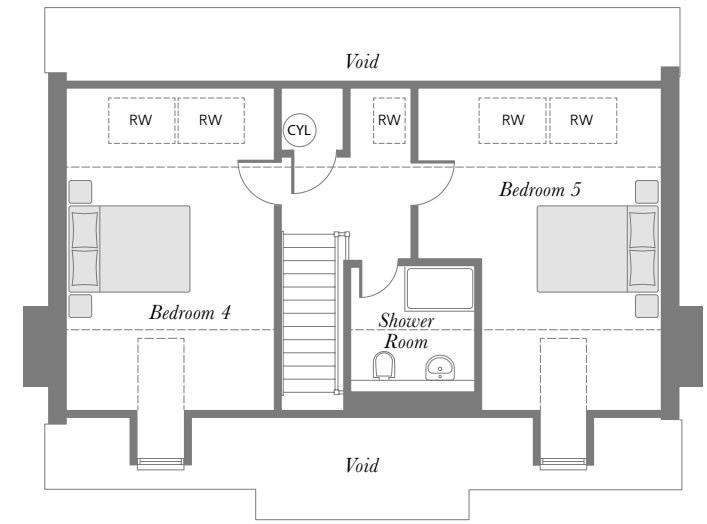 Void
RW RW CYL RW RW RW
Bedroom 5
Bedroom 4
Shower
Room
Void